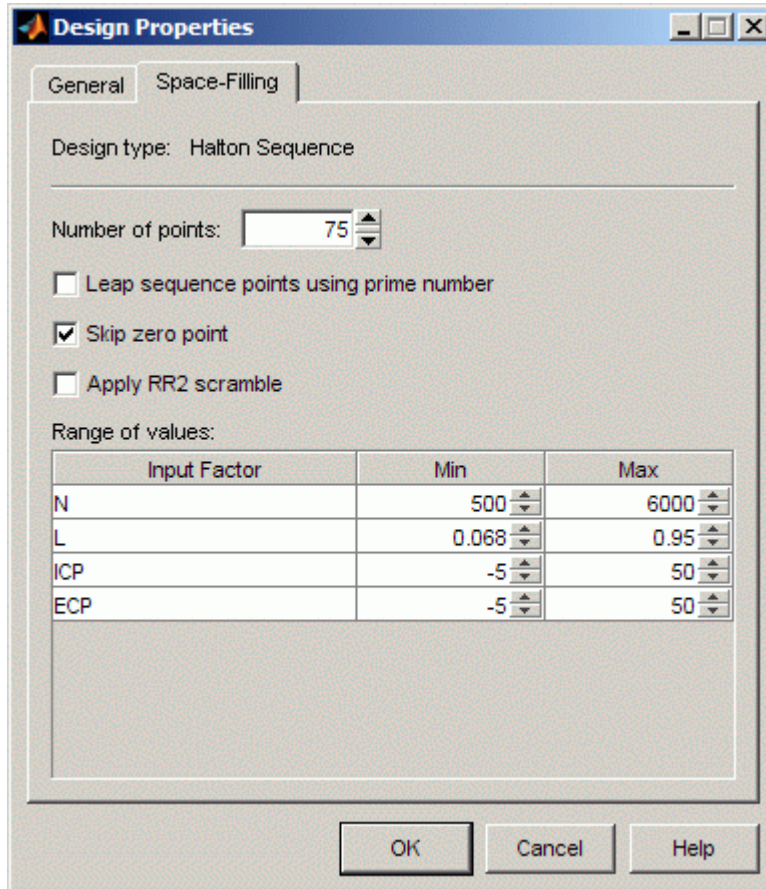 Design Properties
General Space-Filling
Design type: Halton Sequence
Number of points: 75
Leap sequence points using prime number
Skip zero point
Apply RR2 scramble
Range of values:
Input Factor Min Max
N 500 6000
L 0.068 0.95
ICP -5 50
ECP -5 50
OK Cancel Help